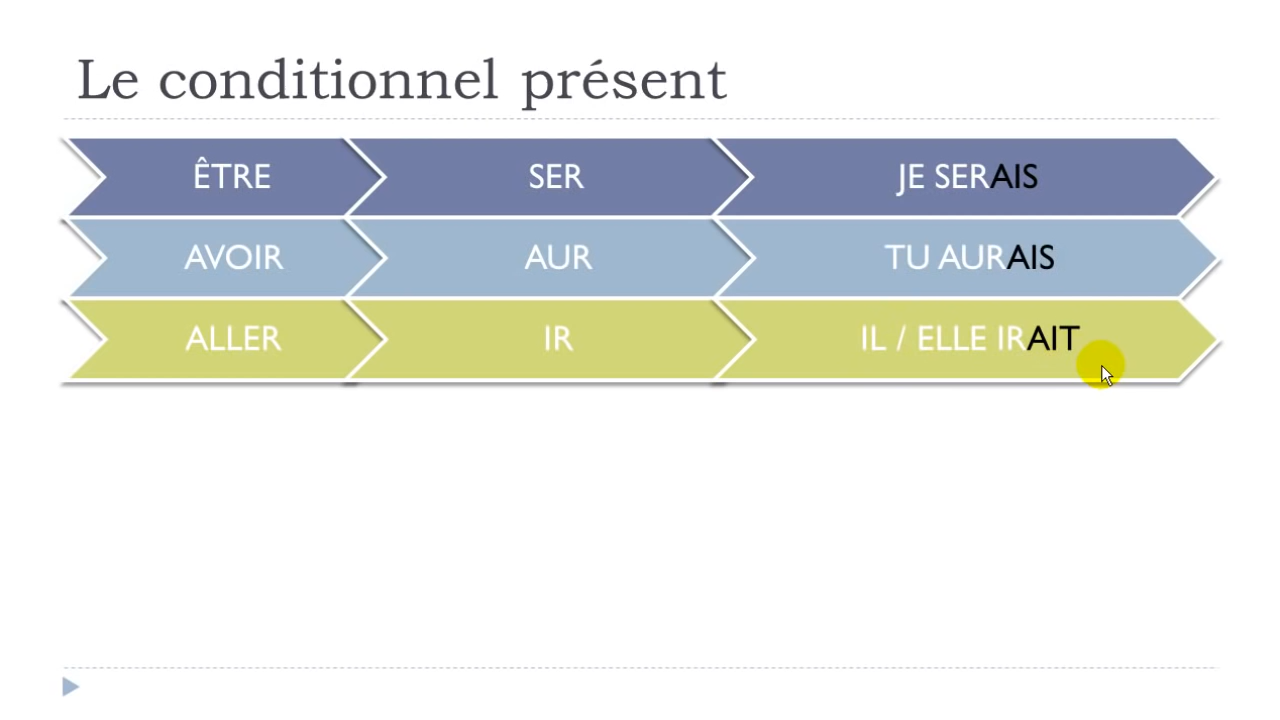 Le conditionnel présent
ÊTRE SER JE SERAIS
AVOIR AUR TU AURAIS
ALLER IR IL / ELLE IRAIT